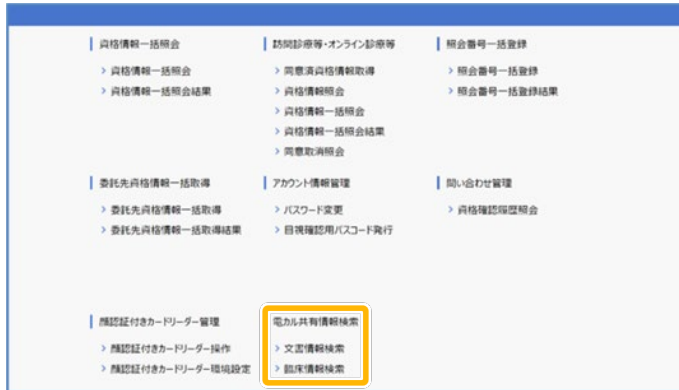 資格情報一括照会
資格情報一括照会
資格情報一括照会結果
訪問診療等・オンライン診療等
同意済資格情報取得
資格情報照会
資格情報一括照会
資格情報一括照会結果
同意取消照会
照会番号一括登録
照会番号一括登録
照会番号一括登録結果
委託先資格情報一括取得
委託先資格情報一括取得
委託先資格情報一括取得結果
アカウント情報管理
パスワード変更
目視確認用パスコード発行
問い合わせ管理
資格確認履歴照会
顔認証付きカードリーダー管理
顔認証付きカードリーダー操作
顔認証付きカードリーダー環境設定
電カル共有情報検索
文書情報検索
臨床情報検索